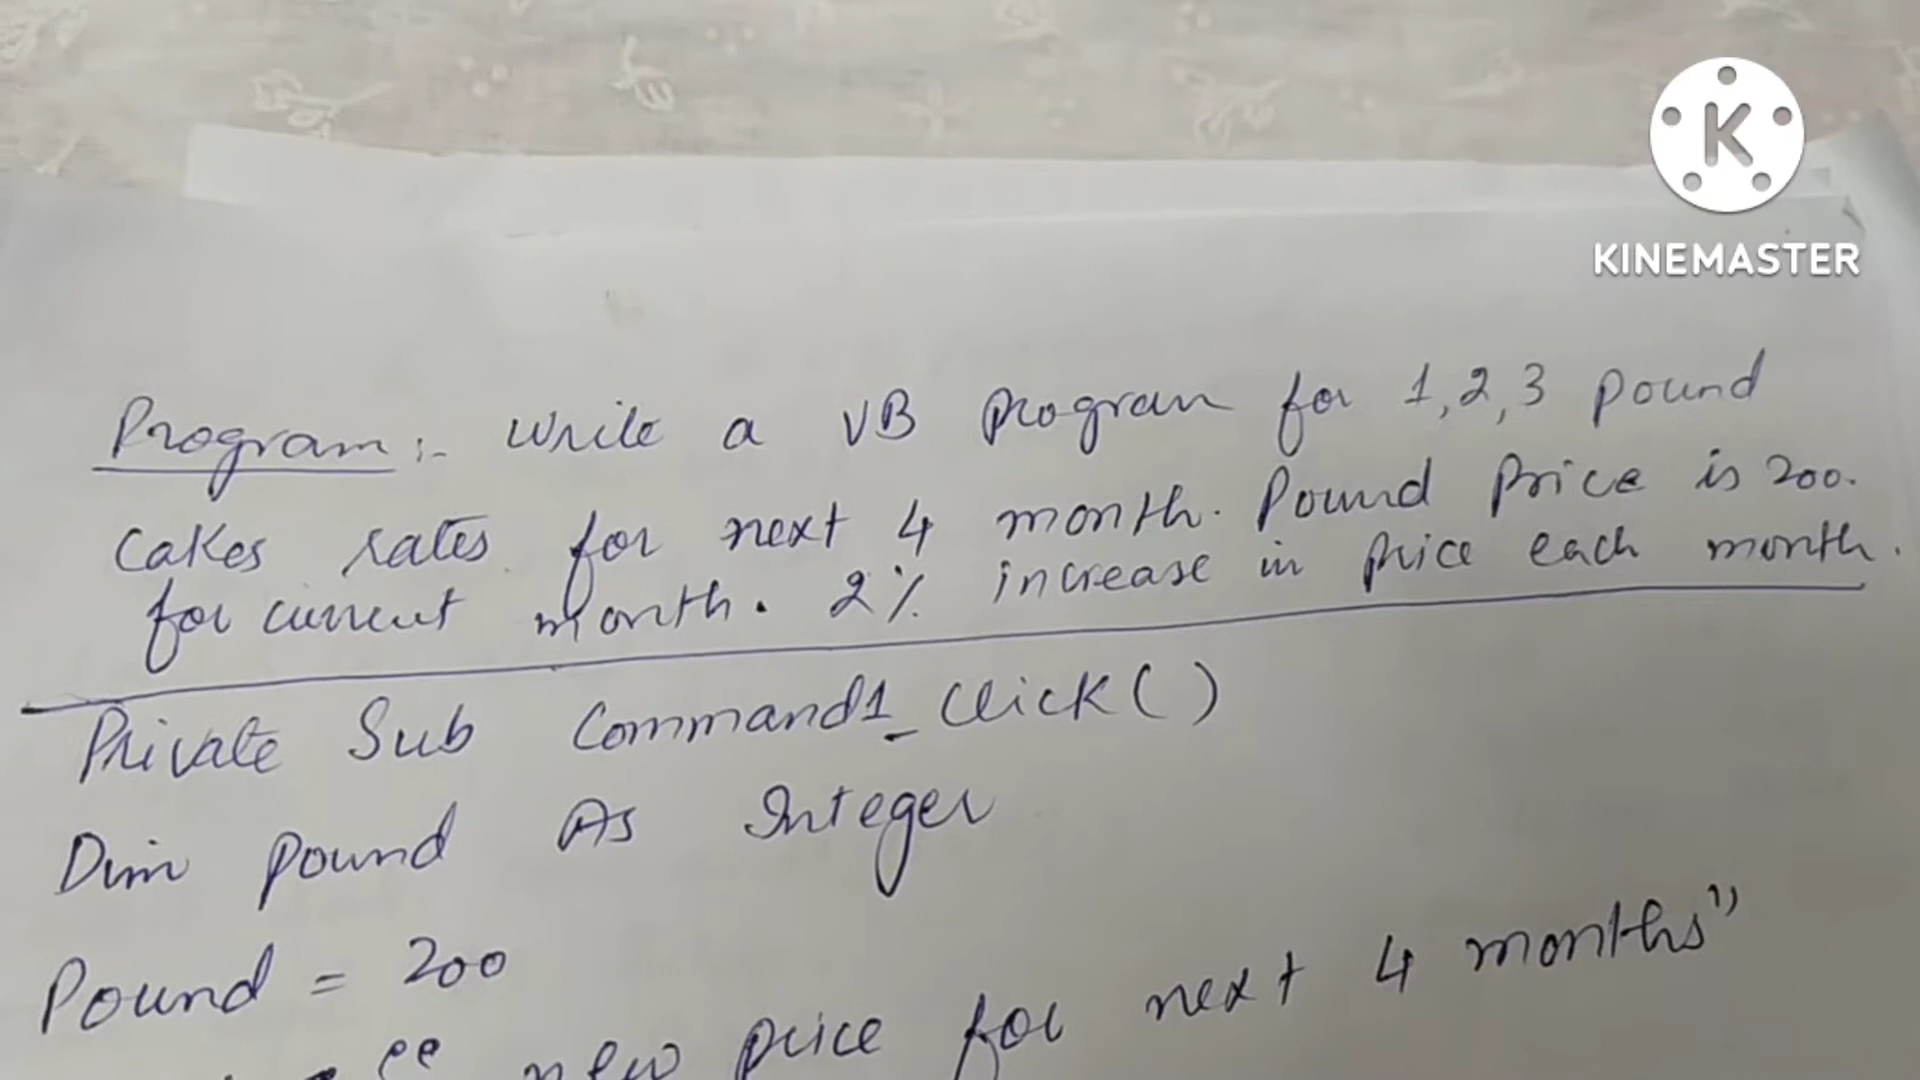 K
KINEMASTER
Program:- Write a VB program for 1,2,3 Pound
Cakes rates for next 4 month. Pound Price is 200.
for current month. 2% increase in price each month.
Private Sub Command1_Click()
Dim Pound As Integer
Pound = 200
" new price for next 4 months"